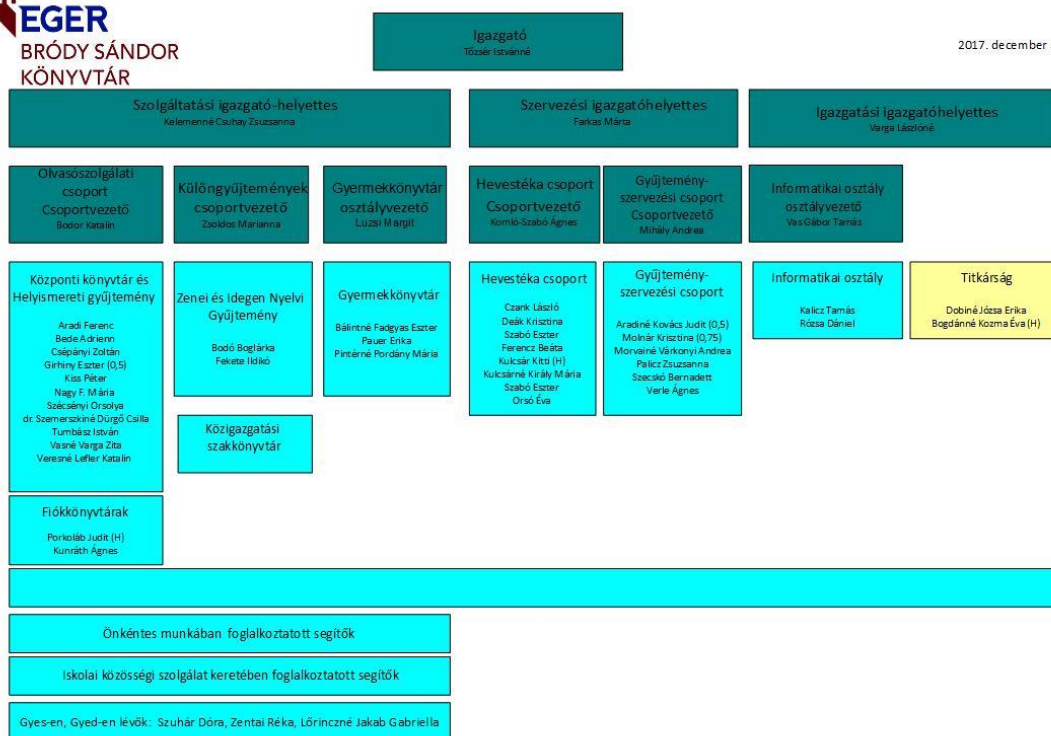 EGER
BRÓDY SÁNDOR
KÖNYVTÁR
Igazgató
Tőzsér Istvánné
2017. december
Szolgáltatási igazgató-helyettes
Kelemenné Csuhay Zsuzsanna
Szervezési igazgatóhelyettes
Farkas Márta
Igazgatási igazgatóhelyettes
Varga Lászlóné
Olvasószolgálati
csoport
Csoportvezető
Bodor Katalin
Különgyűjtemények
csoportvezető
Zsoldos Marianna
Gyermekkönyvtár
osztályvezető
Luzsi Margit
Hevestéka csoport
Csoportvezető
Komló-Szabó Ágnes
Gyűjtemény-
szervezési csoport
Csoportvezető
Mihály Andrea
Informatikai osztály
osztályvezető
Vas Gábor Tamás
Központi könyvtár és
Helyismereti gyűjtemény
Aradi Ferenc
Bede Adrienn
Csépányi Zoltán
Girhiny Eszter (0,5)
Kiss Péter
Nagy F. Mária
Szécsényi Orsolya
dr. Szemerszkiné Dürgő Csilla
Tumbász István
Vasné Varga Zita
Veresné Lefler Katalin
Zenei és Idegen Nyelvi
Gyűjtemény
Bodó Boglárka
Fekete Ildikó
Gyermekkönyvtár
Bálintné Fadgyas Eszter
Pauer Erika
Pintérné Pordány Mária
Hevestéka csoport
Czank László
Deák Krisztina
Szabó Eszter
Ferencz Beáta
Kulcsár Kitti (H)
Kulcsárné Király Mária
Szabó Eszter
Orsó Éva
Gyűjtemény-
szervezési csoport
Aradiné Kovács Judit (0,5)
Molnár Krisztina (0,75)
Morvainé Várkonyi Andrea
Palicz Zsuzsanna
Szecskó Bernadett
Verle Ágnes
Informatikai osztály
Kalicz Tamás
Rózsa Dániel
Titkárság
Dobiné Józsa Erika
Bogdánné Kozma Éva (H)
Közigazgatási
szakkönyvtár
Fiókkönyvtárak
Porkoláb Judit (H)
Kunráth Ágnes
Önkéntes munkában foglalkoztatott segítők
Iskolai közösségi szolgálat keretében foglalkoztatott segítők
Gyes-en, Gyed-en lévők: Szuhár Dóra, Zentai Réka, Lőrinczné Jakab Gabriella